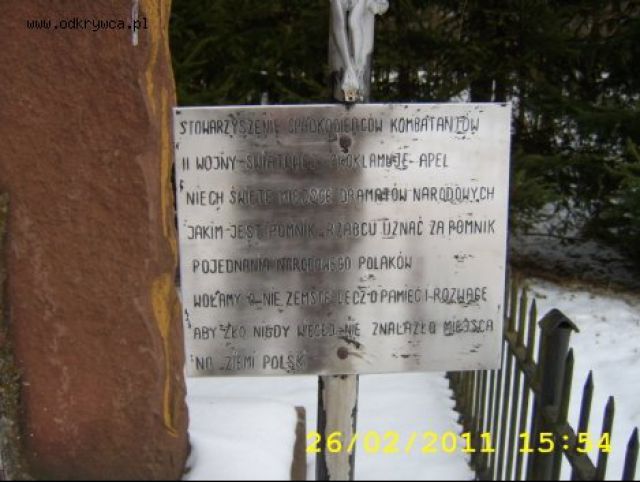 www.odkrywca.pl
STOWARZYSZENIE SPADKOBIERCÓW KOMBATANTÓW
II WOJNY PROKLAMUJE APEL
NIECH ŚWIĘTE MIEJSCE DRAMATÓW NARODOWYCH
JAKIM JEST POMNIK RZĄBCU UZNAĆ ZA POMNIK
POJEDNANIA NARODOWEGO POLAKÓW
WOŁAMY O NIE ZEMSTĘ LECZ O PAMIĘĆ I ROZWAGĘ
ABY ZŁO NIGDY WIĘCEJ NIE ZNALAZŁO MIEJSCA
NA ZIEMI POLSK
26/02/2011 15:54